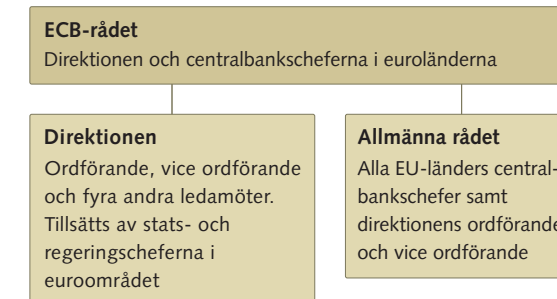 ECB-rådet
Direktionen och centralbankscheferna i euroländerna
Direktionen
Ordförande, vice ordförande
och fyra andra ledamöter.
Tillsätts av stats- och
regeringscheferna i
euroområdet
Allmänna rådet
Alla EU-länders central-
bankschefer samt
direktionens ordförande
och vice ordförande